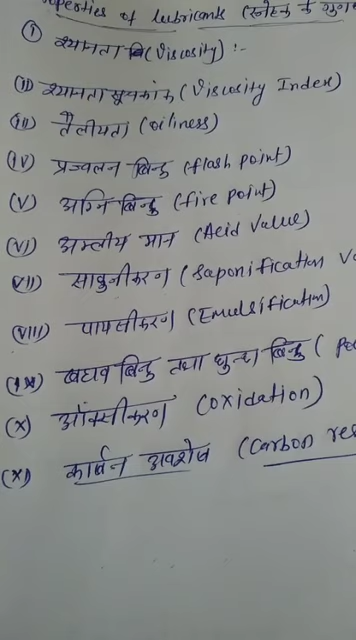 of lubricants (स्नेहक के
(I) श्यानता (Viscosity) :-
(II) श्यानता सूचकांक (Viscosity Index)
(III) तैलीयता (oiliness)
(IV) प्रज्वलन बिन्दु (flash point)
(V) अग्नि बिन्दु (fire point)
(VI) अम्लीय मान (Acid Value)
(VII) साबुनीकरण (Saponification
(VIII) पायसीकरण (Emulsification)
(IX) बहाव बिन्दु तथा धुन्ध बिन्दु (
(X) ऑक्सीकरण (oxidation)
(XI) कार्बन अवशेष (Carbon